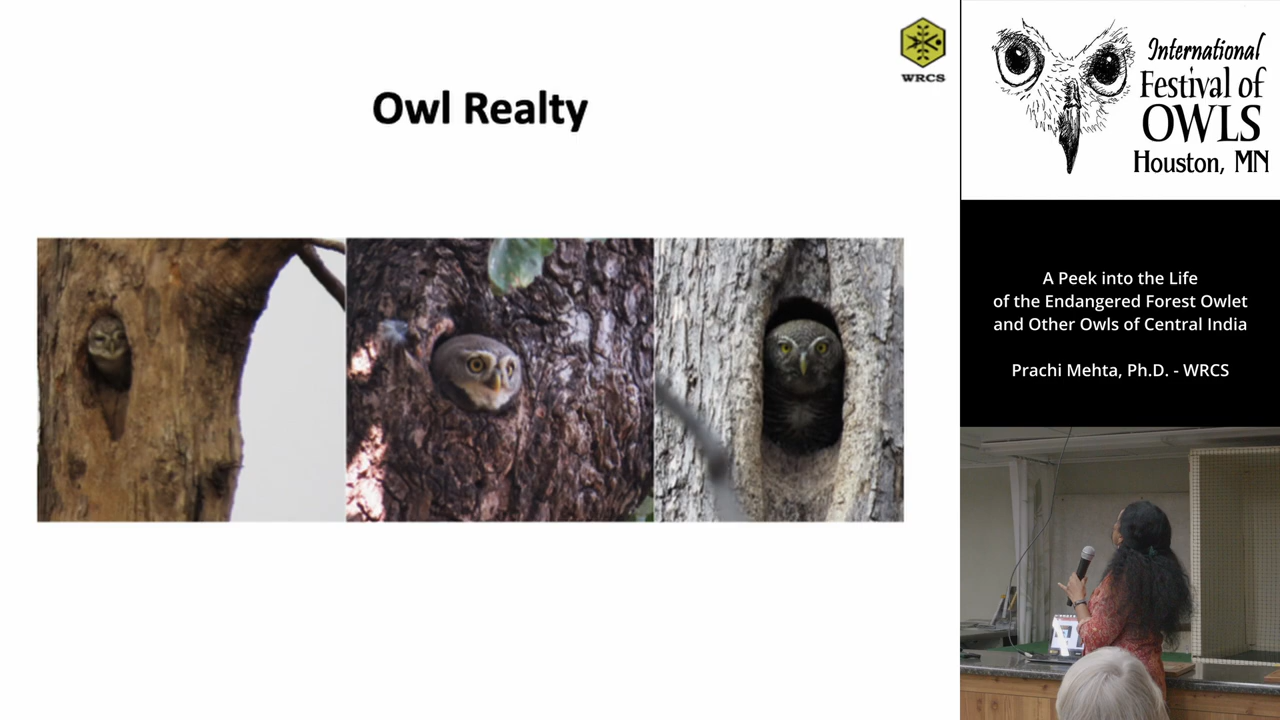 WRCS
Owl Realty
International
Festival of
OWLS
Houston, MN
A Peek into the Life
of the Endangered Forest Owlet
and Other Owls of Central India
Prachi Mehta, Ph.D. - WRCS